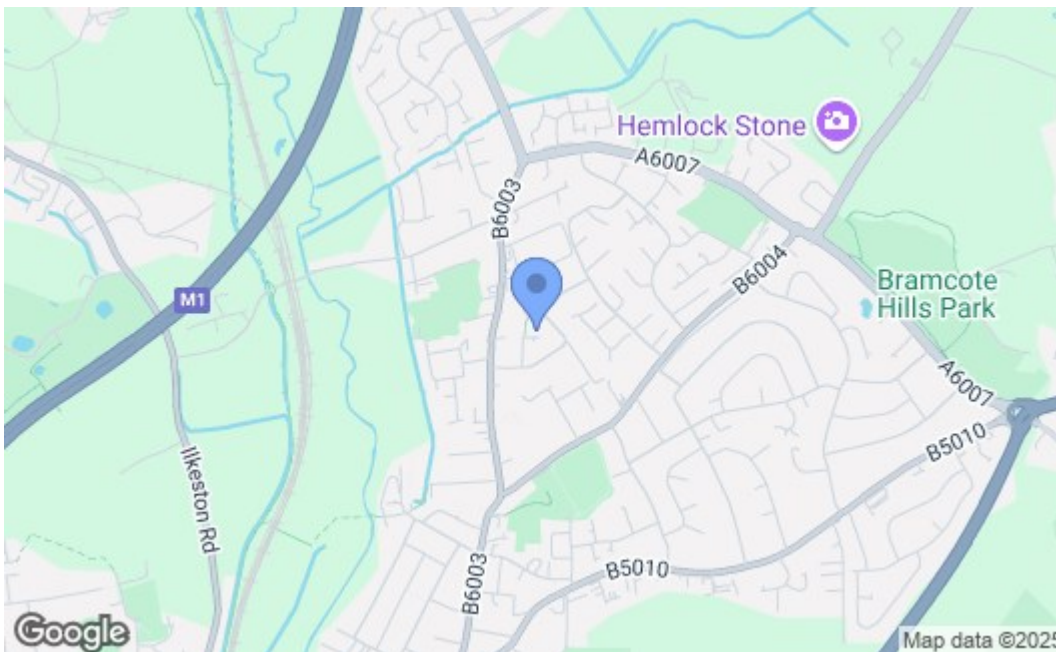 Hemlock Stone
A6007
B6003
B6004
M1
Bramcote
Hills Park
A6007
B5010
Ilkeston Rd
B5010
B6003
Google
Map data ©2025